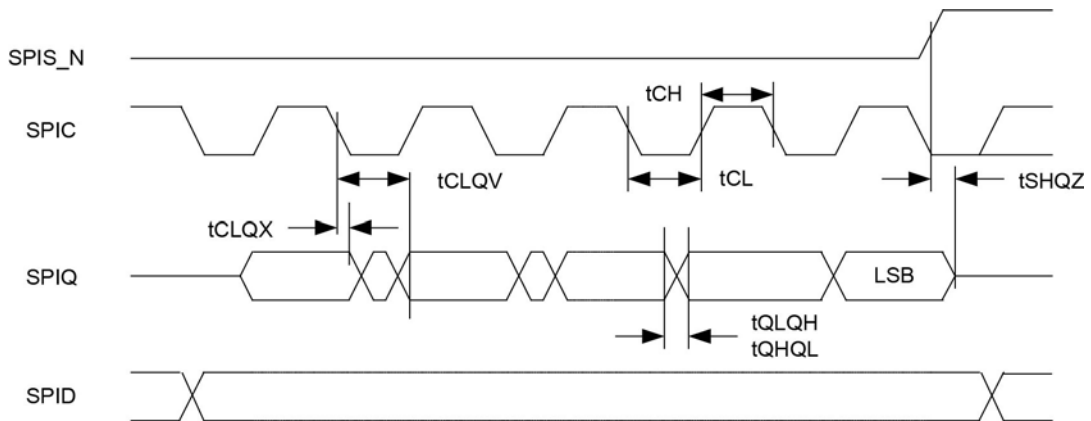 SPIS_N
tCH
SPIC
tCLQV
tCL
tSHQZ
tCLQX
SPIQ
LSB
tQLQH
tQHQL
SPID